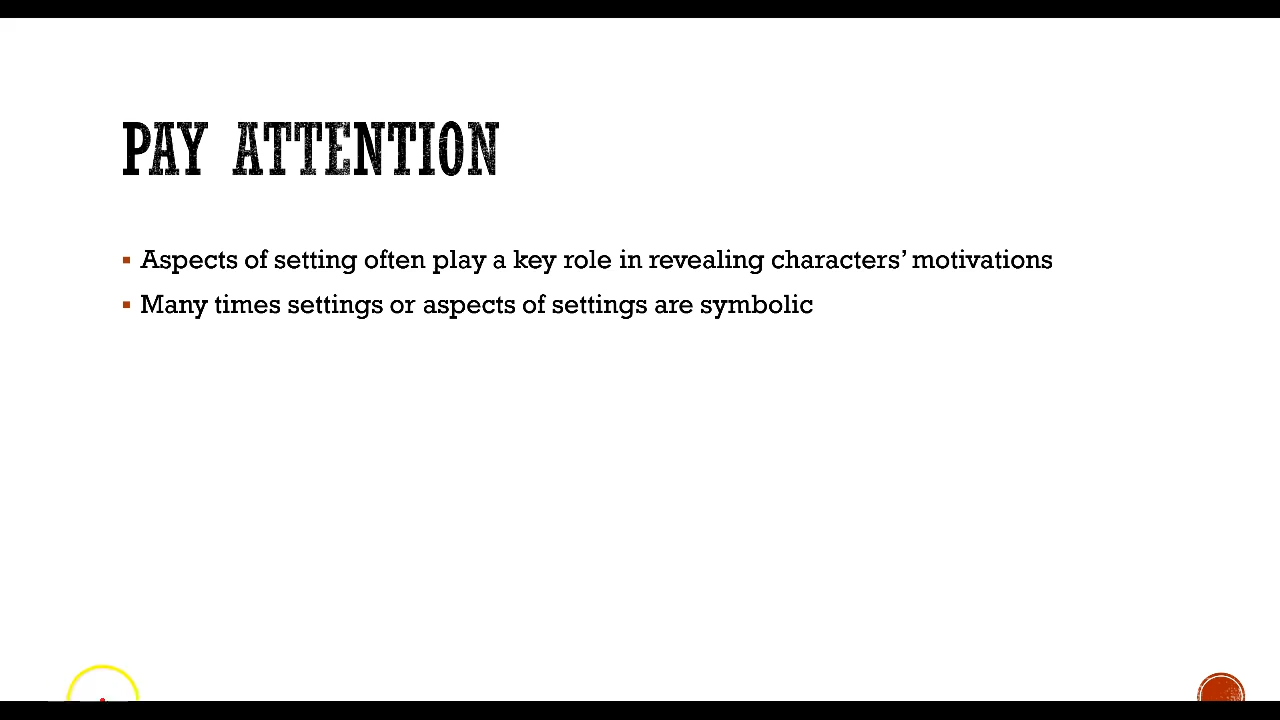 PAY ATTENTION
▪ Aspects of setting often play a key role in revealing characters’ motivations
▪ Many times settings or aspects of settings are symbolic